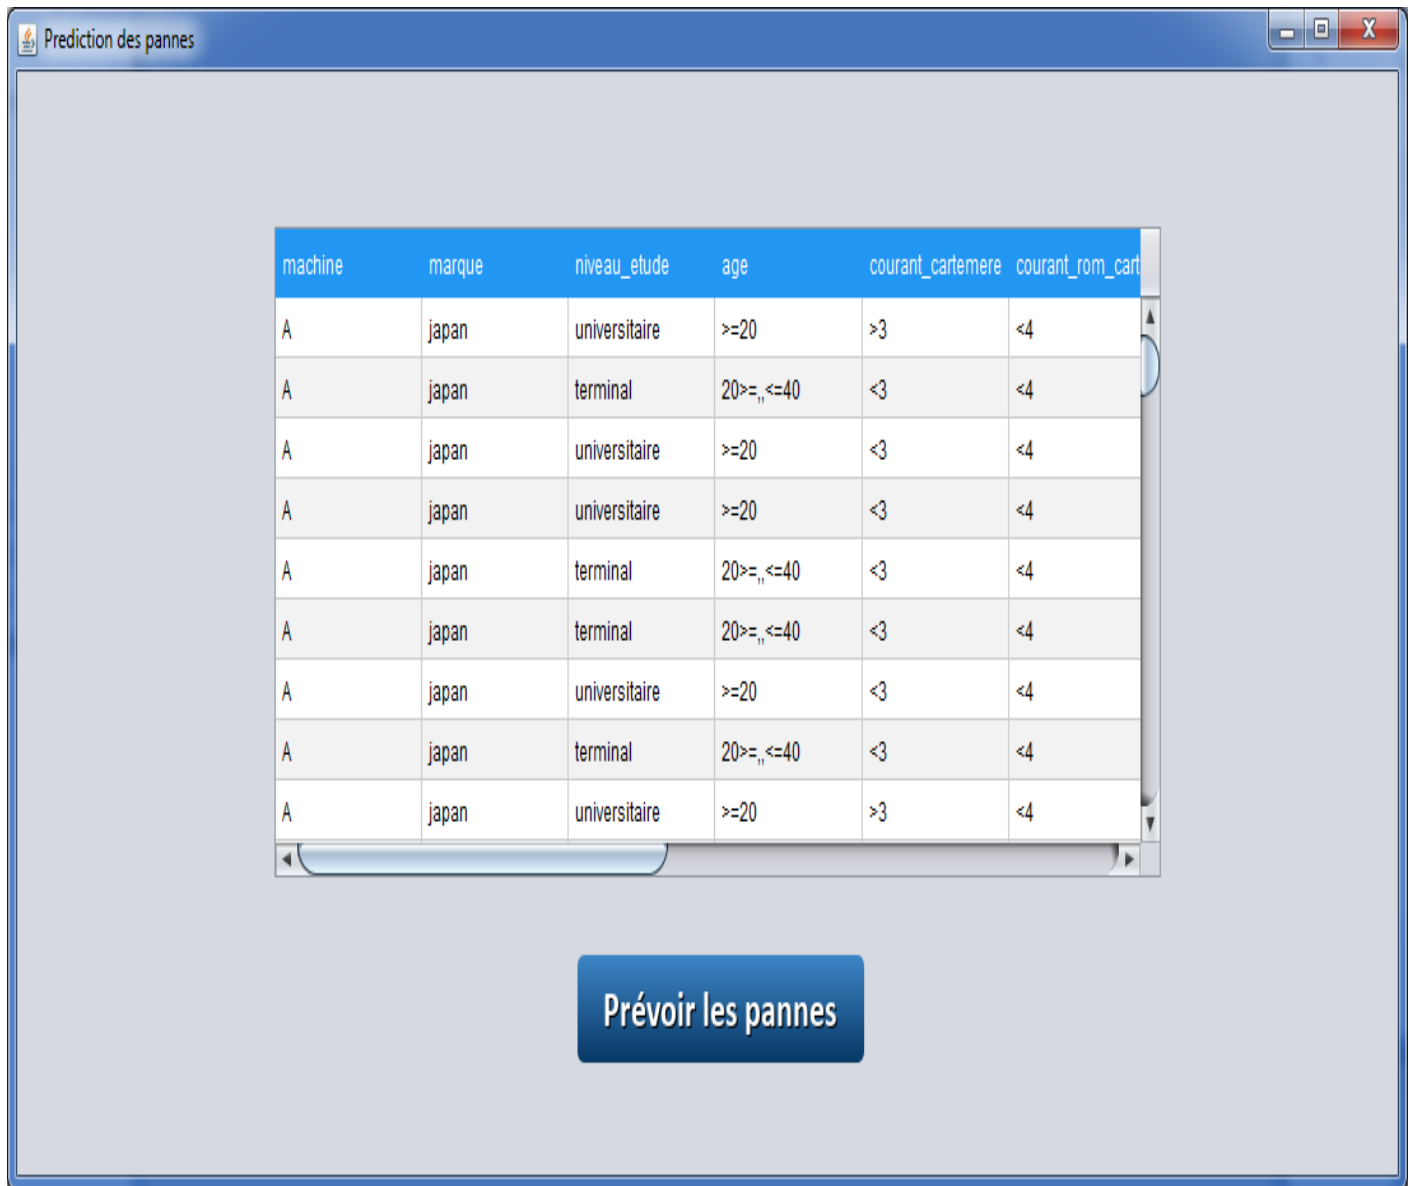 Prediction des pannes
machine marque niveau_etude age courant_cartemere courant_rom_cart
A japan universitaire >=20 >3 <4
A japan terminal 20>=,,<=40 <3 <4
A japan universitaire >=20 <3 <4
A japan universitaire >=20 <3 <4
A japan terminal 20>=,,<=40 <3 <4
A japan terminal 20>=,,<=40 <3 <4
A japan universitaire >=20 <3 <4
A japan terminal 20>=,,<=40 <3 <4
A japan universitaire >=20 >3 <4
Prévoir les pannes